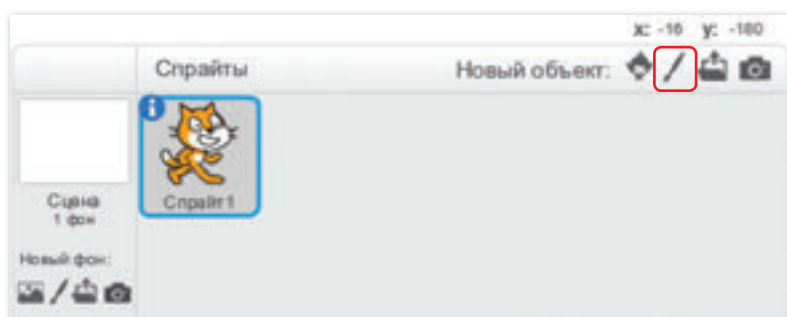 x: -16 y: -180
Спрайты Новый объект:
Спрайт1
Сцена
1 фон
Новый фон: